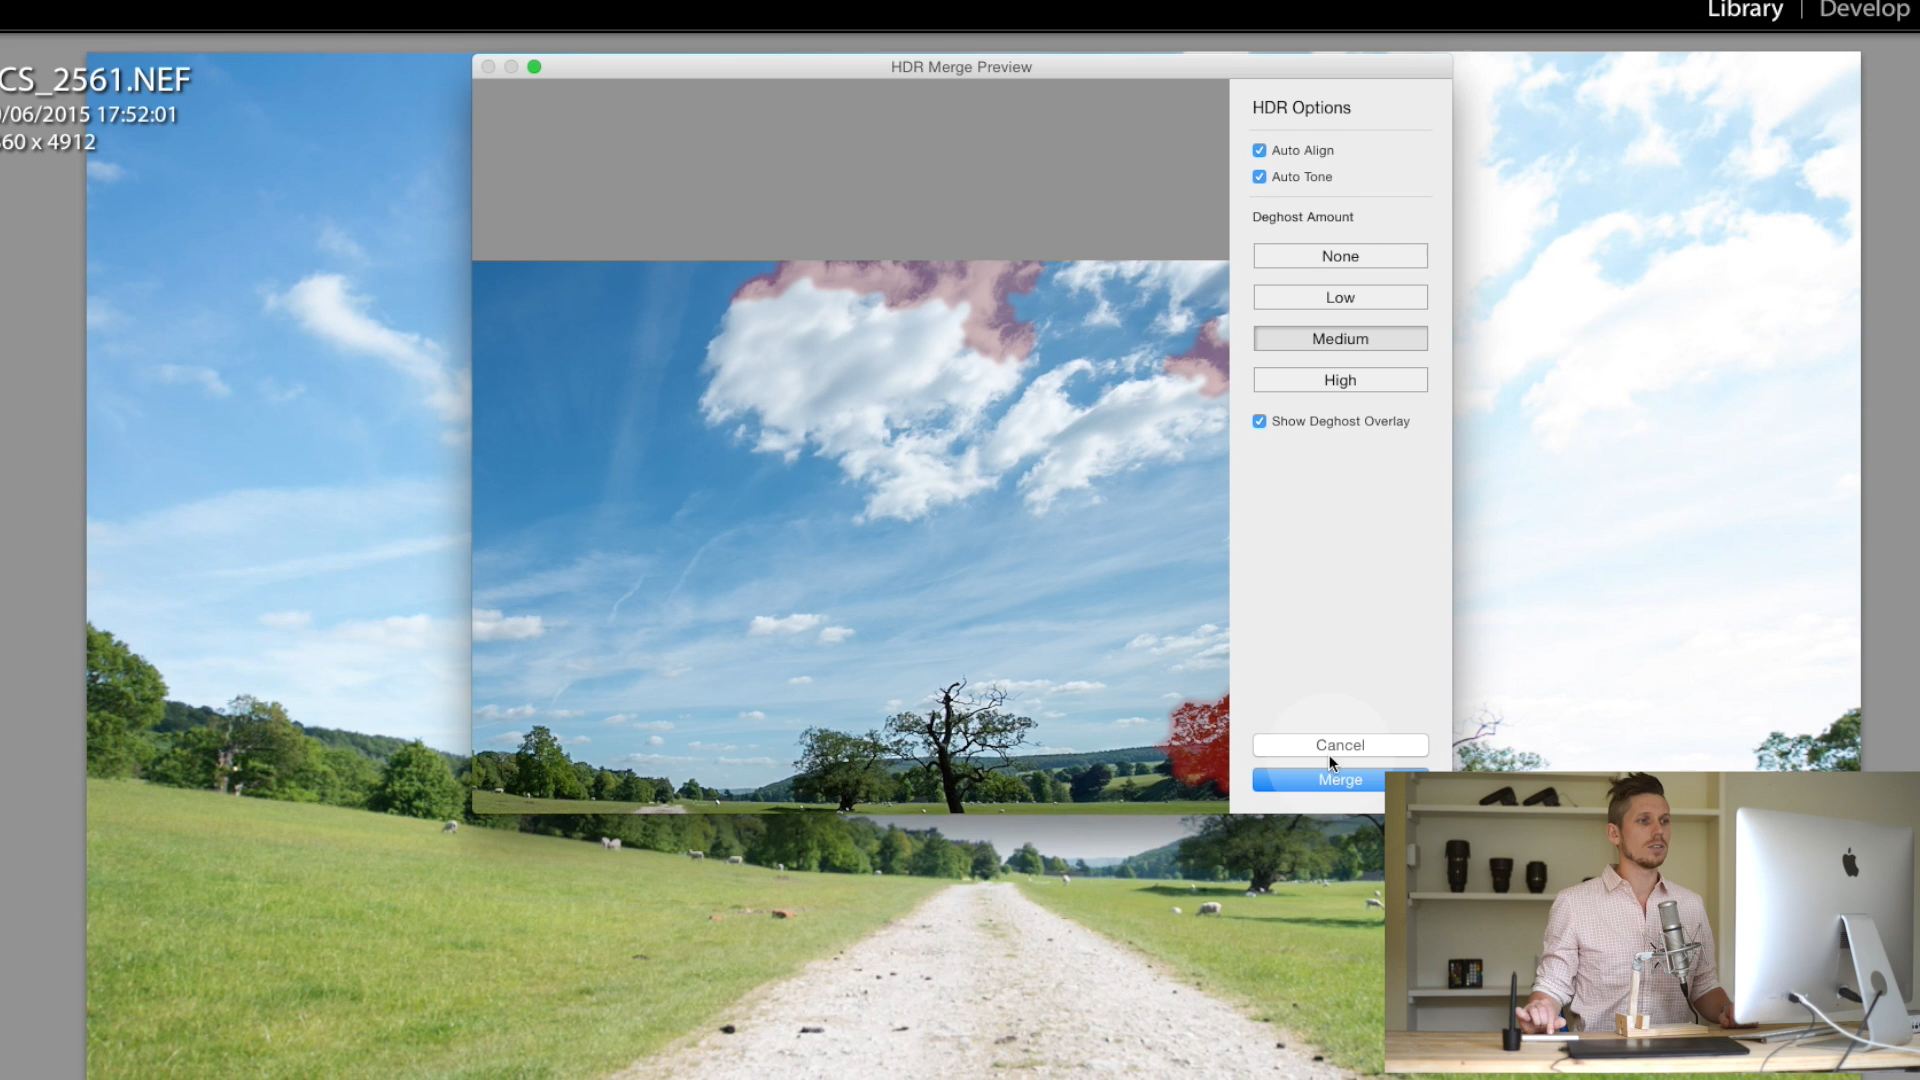 Library | Develop
CS_2561.NEF
/06/2015 17:52:01
60 x 4912
HDR Merge Preview
HDR Options
Auto Align
Auto Tone
Deghost Amount
None
Low
Medium
High
Show Deghost Overlay
Cancel
Merge